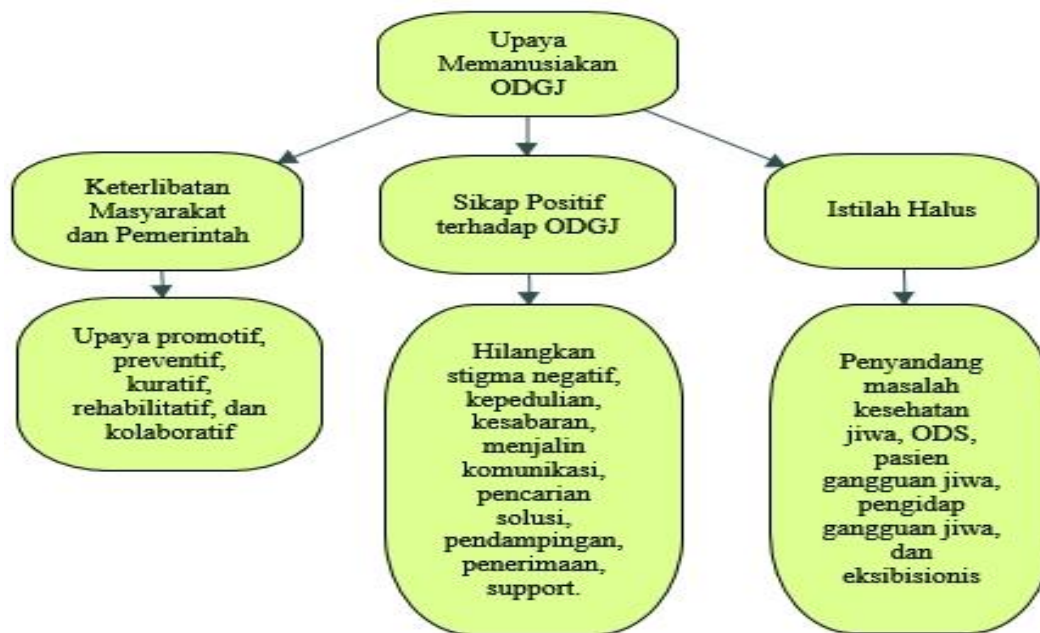 Upaya
Memanusiakan
ODGJ
Keterlibatan
Masyarakat
dan Pemerintah
Sikap Positif
terhadap ODGJ
Istilah Halus
Upaya promotif,
preventif,
kuratif,
rehabilitatif, dan
kolaboratif
Hilangkan
stigma negatif,
kepedulian,
kesabaran,
menjalin
komunikasi,
pencarian
solusi,
pendampingan,
penerimaan,
support.
Penyandang
masalah
kesehatan
jiwa, ODS,
pasien
gangguan jiwa,
pengidap
gangguan jiwa,
dan
eksibisionis